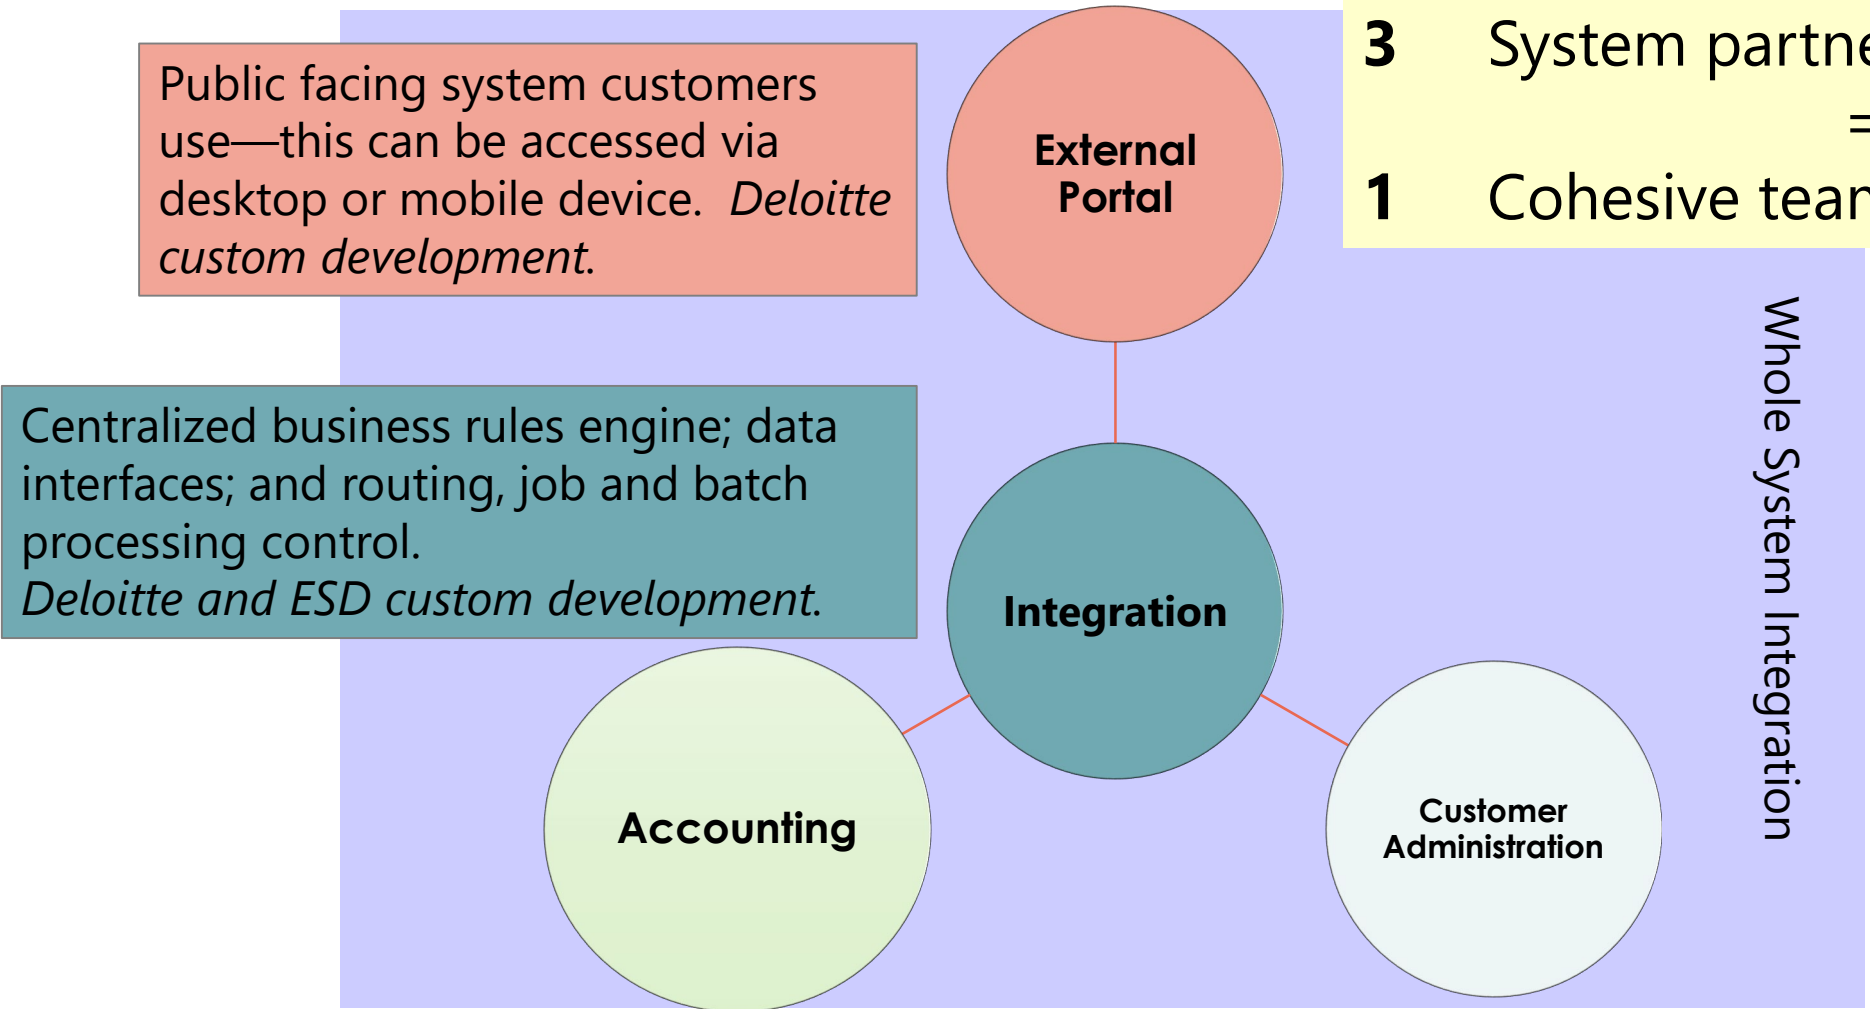 3 System
=
1 Cohesive
Public facing system customers
use—this can be accessed via
desktop or mobile device. Deloitte
custom development.
External
Portal
Centralized business rules engine; data
interfaces; and routing, job and batch
processing control.
Deloitte and ESD custom development.
Integration
Accounting
Customer
Administration
Whole System Integration